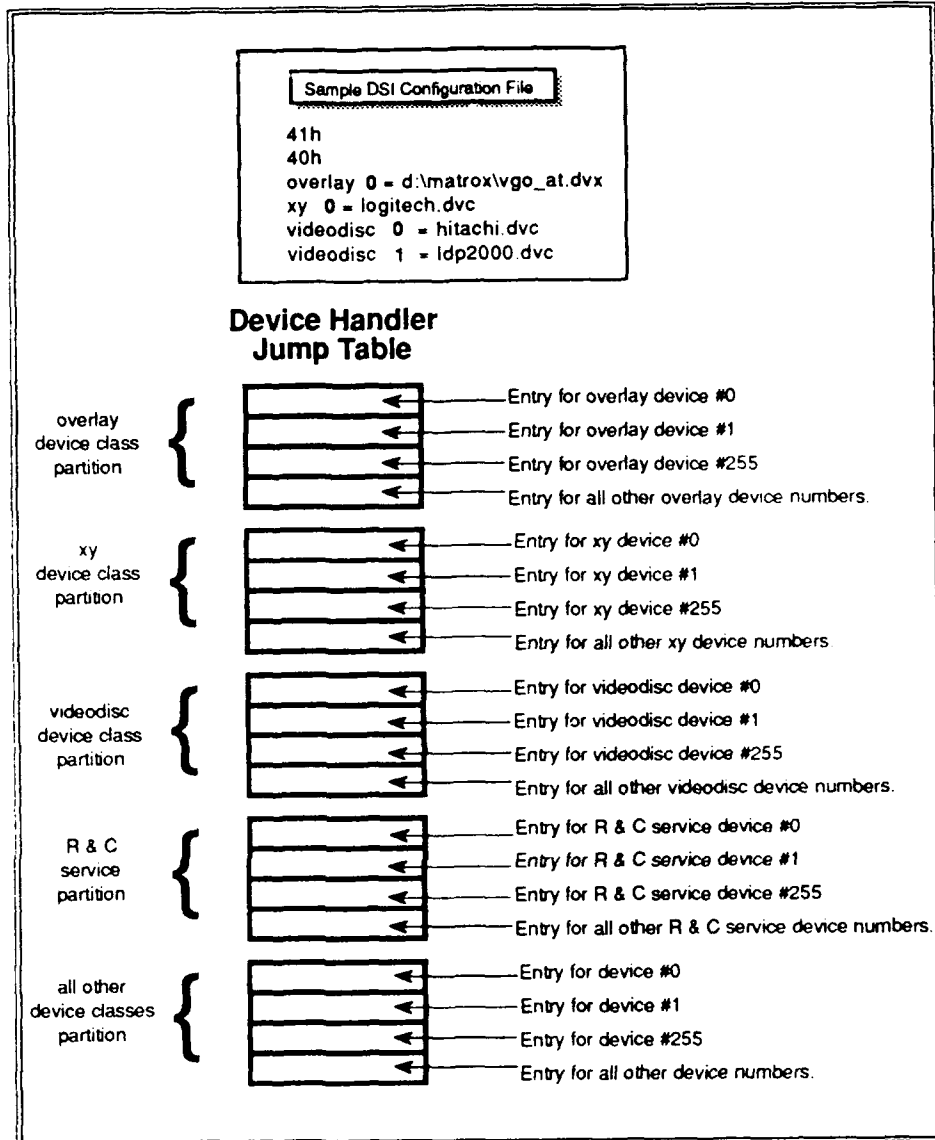 Sample DSI Configuration File
41h
40h
overlay 0 = d:\matrox\vgo_at.dvx
xy 0 = logitech.dvc
videodisc 0 = hitachi.dvc
videodisc 1 = ldp2000.dvc
Device Handler
Jump Table
overlay
device class
partition
Entry for overlay device #0
Entry for overlay device #1
Entry for overlay device #255
Entry for all other overlay device numbers.
xy
device class
partition
Entry for xy device #0
Entry for xy device #1
Entry for xy device #255
Entry for all other xy device numbers
videodisc
device class
partition
Entry for videodisc device #0
Entry for videodisc device #1
Entry for videodisc device #255
Entry for all other videodisc device numbers.
R & C
service
partition
Entry for R & C service device #0
Entry for R & C service device #1
Entry for R & C service device #255
Entry for all other R & C service device numbers.
all other
device classes
partition
Entry for device #0
Entry for device #1
Entry for device #255
Entry for all other device numbers.